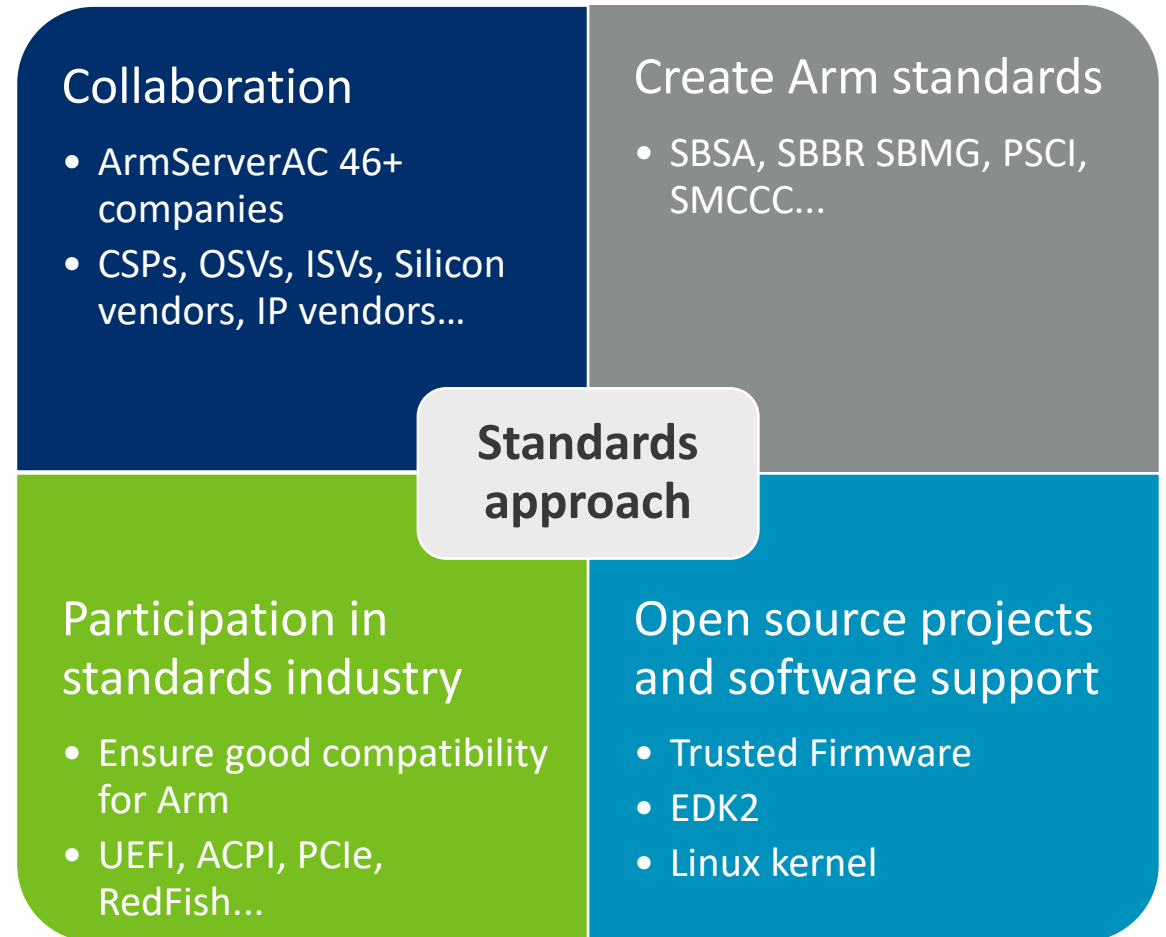 Collaboration
• ArmServerAC 46+
companies
• CSPs, OSVs, ISVs, Silicon
vendors, IP vendors…
Create Arm standards
• SBSA, SBBR SBMG, PSCI,
SMCCC...
Standards
approach
Participation in
standards industry
• Ensure good compatibility
for Arm
• UEFI, ACPI, PCIe,
RedFish...
Open source projects
and software support
• Trusted Firmware
• EDK2
• Linux kernel